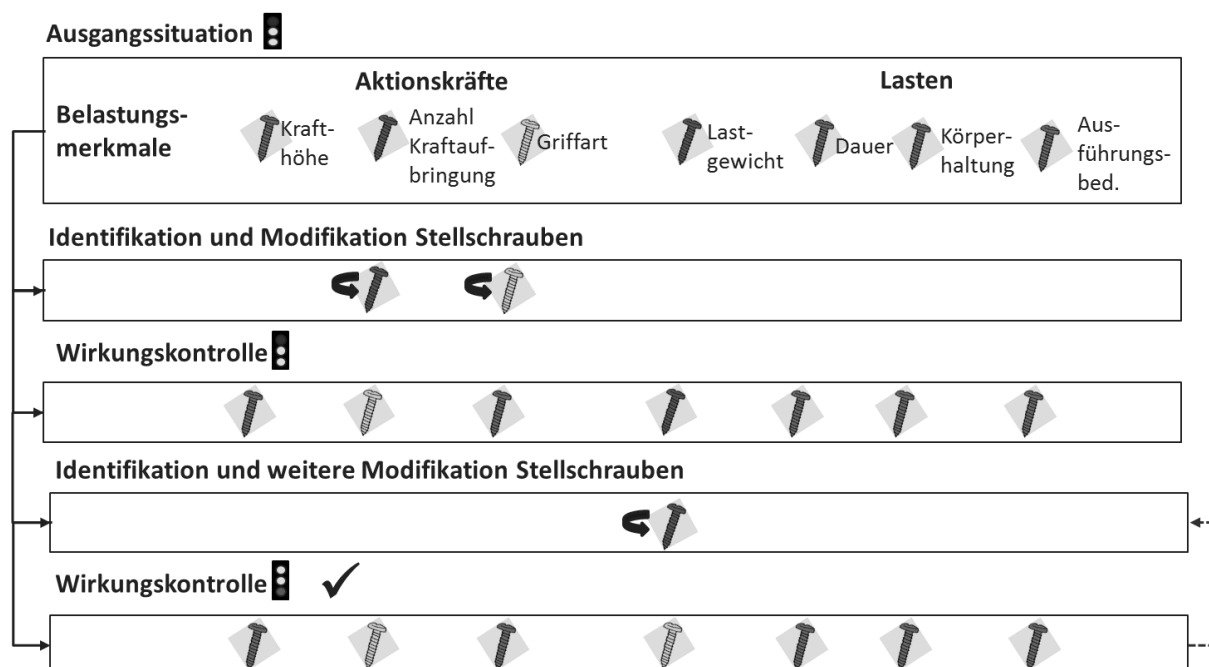 Ausgangssituation
Aktionskräfte
Lasten
Belastungs-
merkmale
Kraft-
höhe
Anzahl
Kraftauf-
bringung
Griffart
Last-
gewicht
Dauer
Körper-
haltung
Aus-
führungs-
bed.
Identifikation und Modifikation Stellschrauben
Wirkungskontrolle
Identifikation und weitere Modifikation Stellschrauben
Wirkungskontrolle